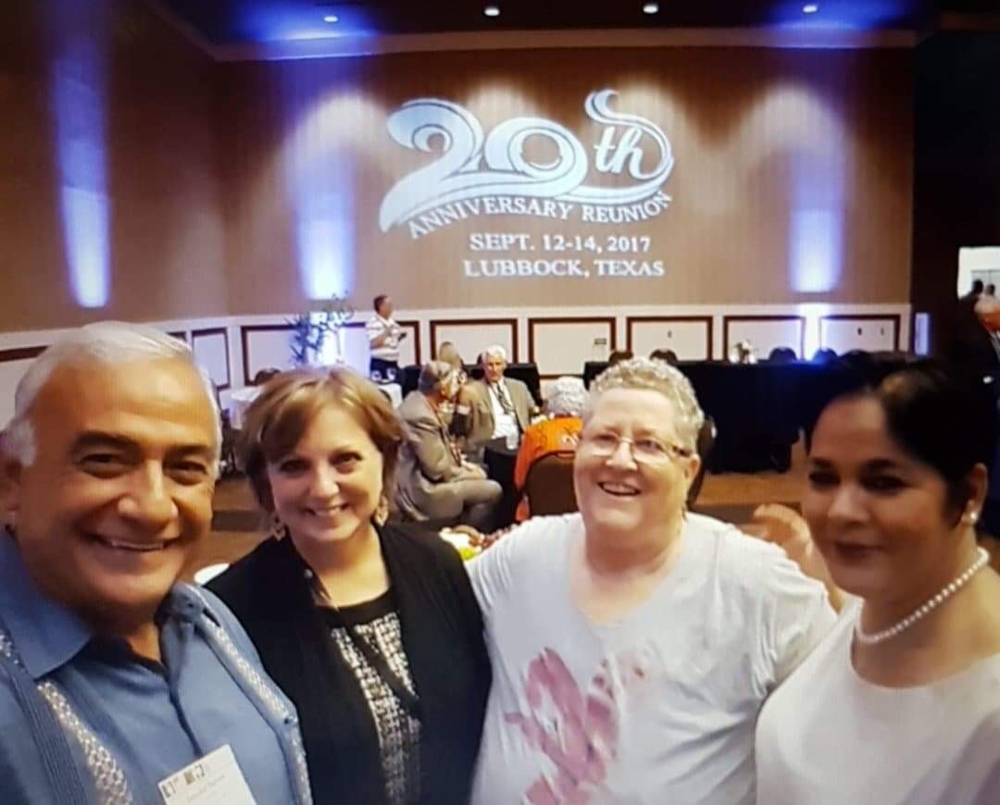 20th
ANNIVERSARY REUNION
SEPT. 12-14, 2017
LUBBOCK, TEXAS